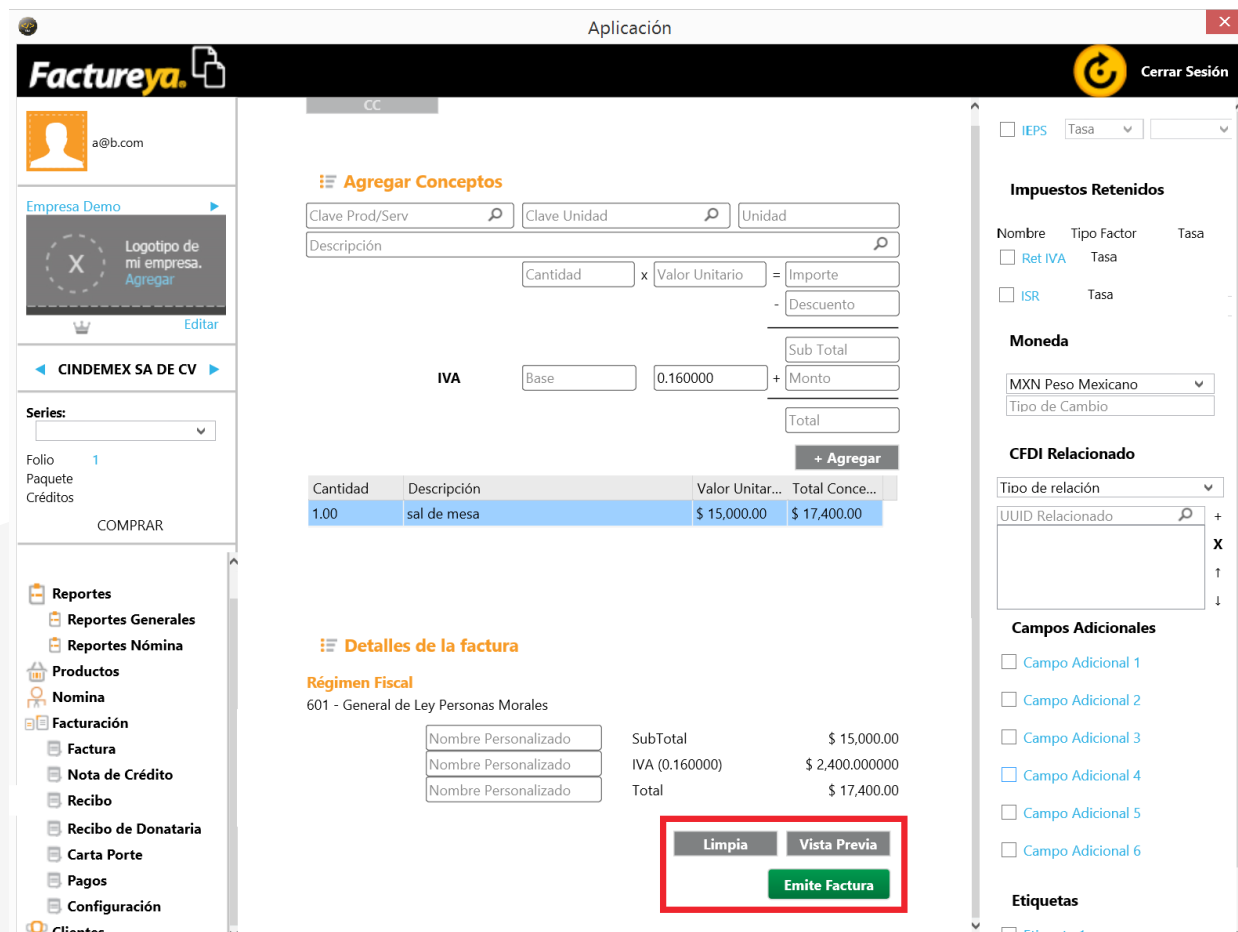 Aplicación
Factureya.
Cerrar Sesión
a@b.com
Empresa Demo
X
Logotipo de
mi empresa.
Agregar
Editar
CINDEMEX SA DE CV
Series:
Folio 1
Paquete
Créditos
COMPRAR
Reportes
Reportes Generales
Reportes Nómina
Productos
Nomina
Facturación
Factura
Nota de Crédito
Recibo
Recibo de Donataria
Carta Porte
Pagos
Configuración
Clientes
CC
Agregar Conceptos
Clave Prod/Serv Clave Unidad Unidad
Descripción
Cantidad x Valor Unitario = Importe
- Descuento
Sub Total
IVA Base 0.160000 + Monto
Total
+ Agregar
Cantidad Descripción Valor Unitar... Total Conce...
1.00 sal de mesa $ 15,000.00 $ 17,400.00
Detalles de la factura
Régimen Fiscal
601 - General de Ley Personas Morales
Nombre Personalizado SubTotal $ 15,000.00
Nombre Personalizado IVA (0.160000) $ 2,400.000000
Nombre Personalizado Total $ 17,400.00
Limpia Vista Previa
Emite Factura
IEPS Tasa
Impuestos Retenidos
Nombre Tipo Factor Tasa
Ret IVA Tasa
ISR Tasa
Moneda
MXN Peso Mexicano
Tipo de Cambio
CFDI Relacionado
Tipo de relación
UUID Relacionado +
X
↑
↓
Campos Adicionales
Campo Adicional 1
Campo Adicional 2
Campo Adicional 3
Campo Adicional 4
Campo Adicional 5
Campo Adicional 6
Etiquetas